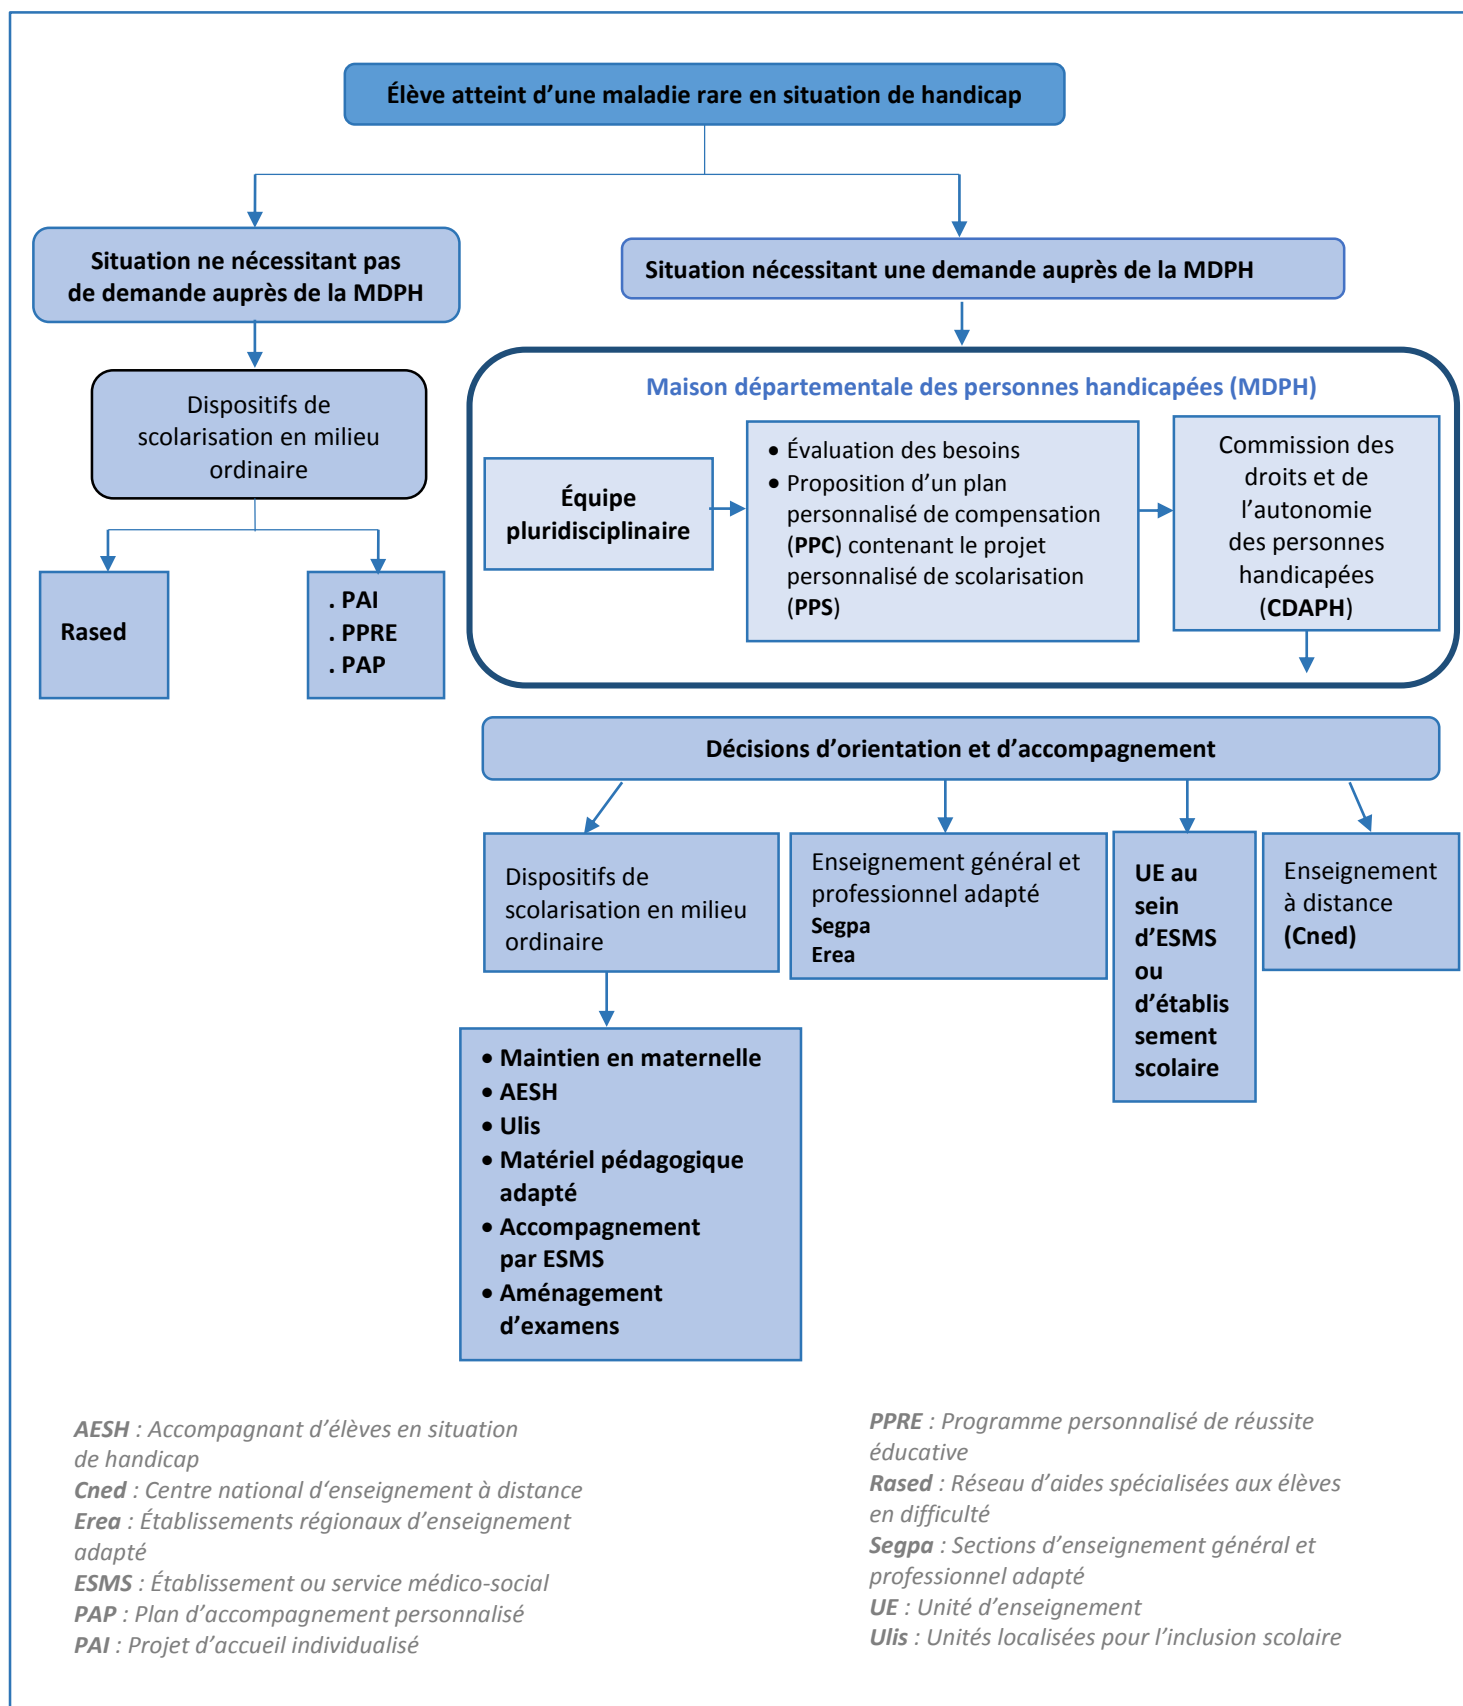 Élève atteint d’une maladie rare en situation de handicap
Situation ne nécessitant pas
de demande auprès de la MDPH
Situation nécessitant une demande auprès de la MDPH
Dispositifs de
scolarisation en milieu
ordinaire
Rased
. PAI
. PPRE
. PAP
Maison départementale des personnes handicapées (MDPH)
Équipe
pluridisciplinaire
• Évaluation des besoins
• Proposition d’un plan
personnalisé de compensation
(PPC) contenant le projet
personnalisé de scolarisation
(PPS)
Commission des
droits et de
l’autonomie
des personnes
handicapées
(CDAPH)
Décisions d’orientation et d’accompagnement
Dispositifs de
scolarisation en milieu
ordinaire
Enseignement général et
professionnel adapté
Segpa
Erea
UE au
sein
d’ESMS
ou
d’établis
sement
scolaire
Enseignement
à distance
(Cned)
• Maintien en maternelle
• AESH
• Ulis
• Matériel pédagogique
adapté
• Accompagnement
par ESMS
• Aménagement
d’examens
AESH : Accompagnant d’élèves en situation
de handicap
Cned : Centre national d‘enseignement à distance
Erea : Établissements régionaux d’enseignement
adapté
ESMS : Établissement ou service médico-social
PAP : Plan d’accompagnement personnalisé
PAI : Projet d’accueil individualisé
PPRE : Programme personnalisé de réussite
éducative
Rased : Réseau d’aides spécialisées aux élèves
en difficulté
Segpa : Sections d’enseignement général et
professionnel adapté
UE : Unité d’enseignement
Ulis : Unités localisées pour l’inclusion scolaire